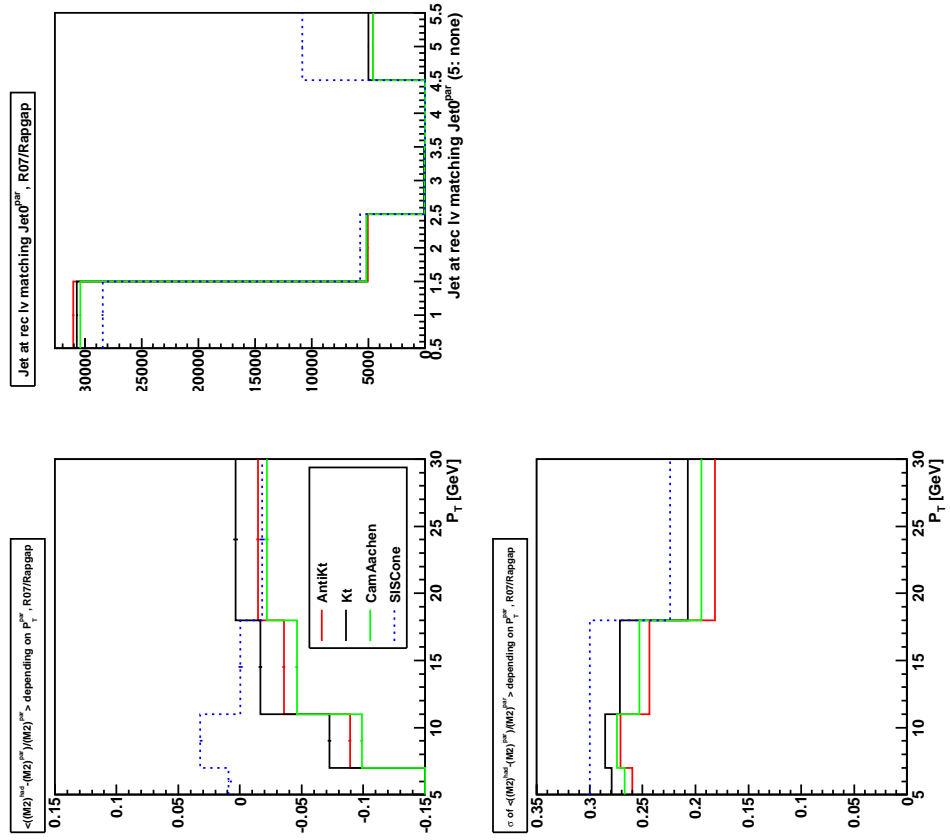 <((M2)^had-(M2)^par)/(M2)^par > depending on P_T^par , R07/Rapgap
0.15
0.1
0.05
0
-0.05
-0.1
-0.15
5 10 15 20 25 30
P_T [GeV]
AntiKt
Kt
CamAachen
SISCone
Jet at rec lv matching Jet0^par , R07/Rapgap
30000
25000
20000
15000
10000
5000
0
0.5 1 1.5 2 2.5 3 3.5 4 4.5 5 5.5
Jet at rec lv matching Jet0^par (5: none)
σ of <((M2)^had-(M2)^par)/(M2)^par > depending on P_T^par , R07/Rapgap
0.35
0.3
0.25
0.2
0.15
0.1
0.05
0
5 10 15 20 25 30
P_T [GeV]